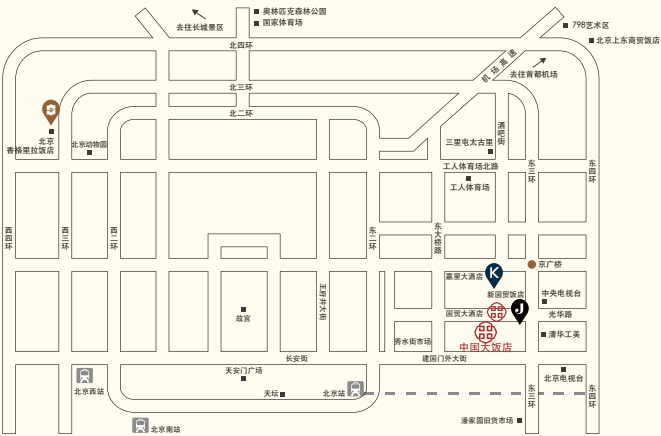 奥林匹克森林公园
国家体育场
去往长城景区
798艺术区
北京上东商贸饭店
北四环
机场高速
去往首都机场
北三环
北二环
酒吧街
北京
香格里拉饭店
北京动物园
三里屯太古里
工人体育场北路
东三环
东四环
工人体育场
西四环
西三环
西二环
东二环
东大桥路
京广桥
嘉里大酒店
K
新国贸饭店
中央电视台
王府井大街
故宫
国贸大酒店
J
光华路
秀水街市场
中国大饭店
清华工美
长安街
建国门外大街
天安门广场
北京电视台
北京西站
天坛
北京站
东三环
东四环
潘家园旧货市场
北京南站